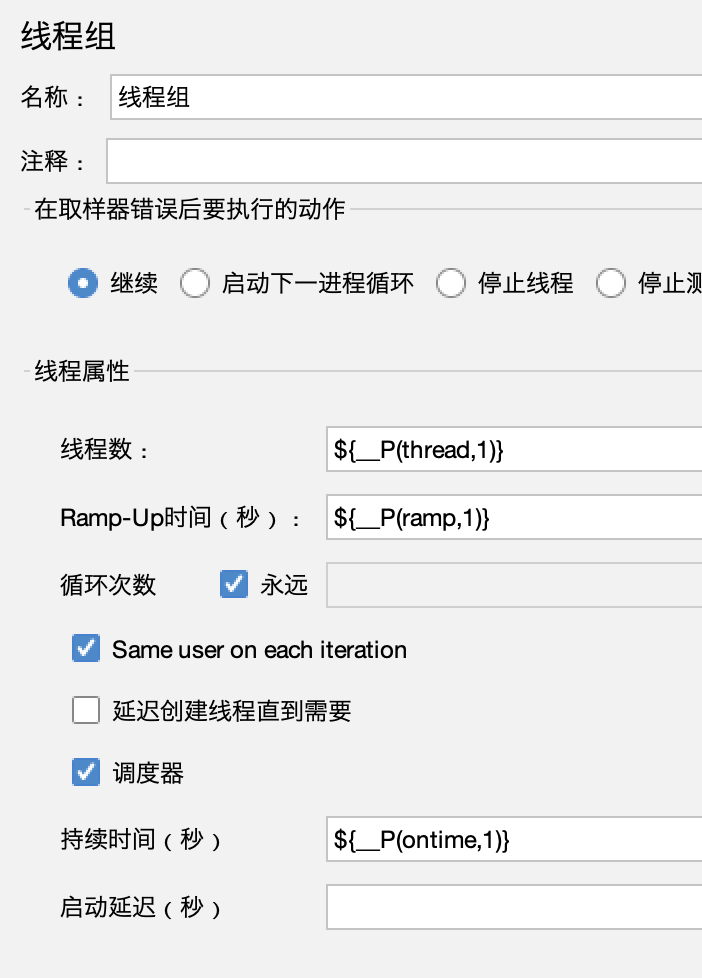 线程组
名称： 线程组
注释：
在取样器错误后要执行的动作
继续 启动下一进程循环 停止线程 停止测
线程属性
线程数： ${__P(thread,1)}
Ramp-Up时间（秒）： ${__P(ramp,1)}
循环次数 永远
Same user on each iteration
延迟创建线程直到需要
调度器
持续时间（秒） ${__P(ontime,1)}
启动延迟（秒）